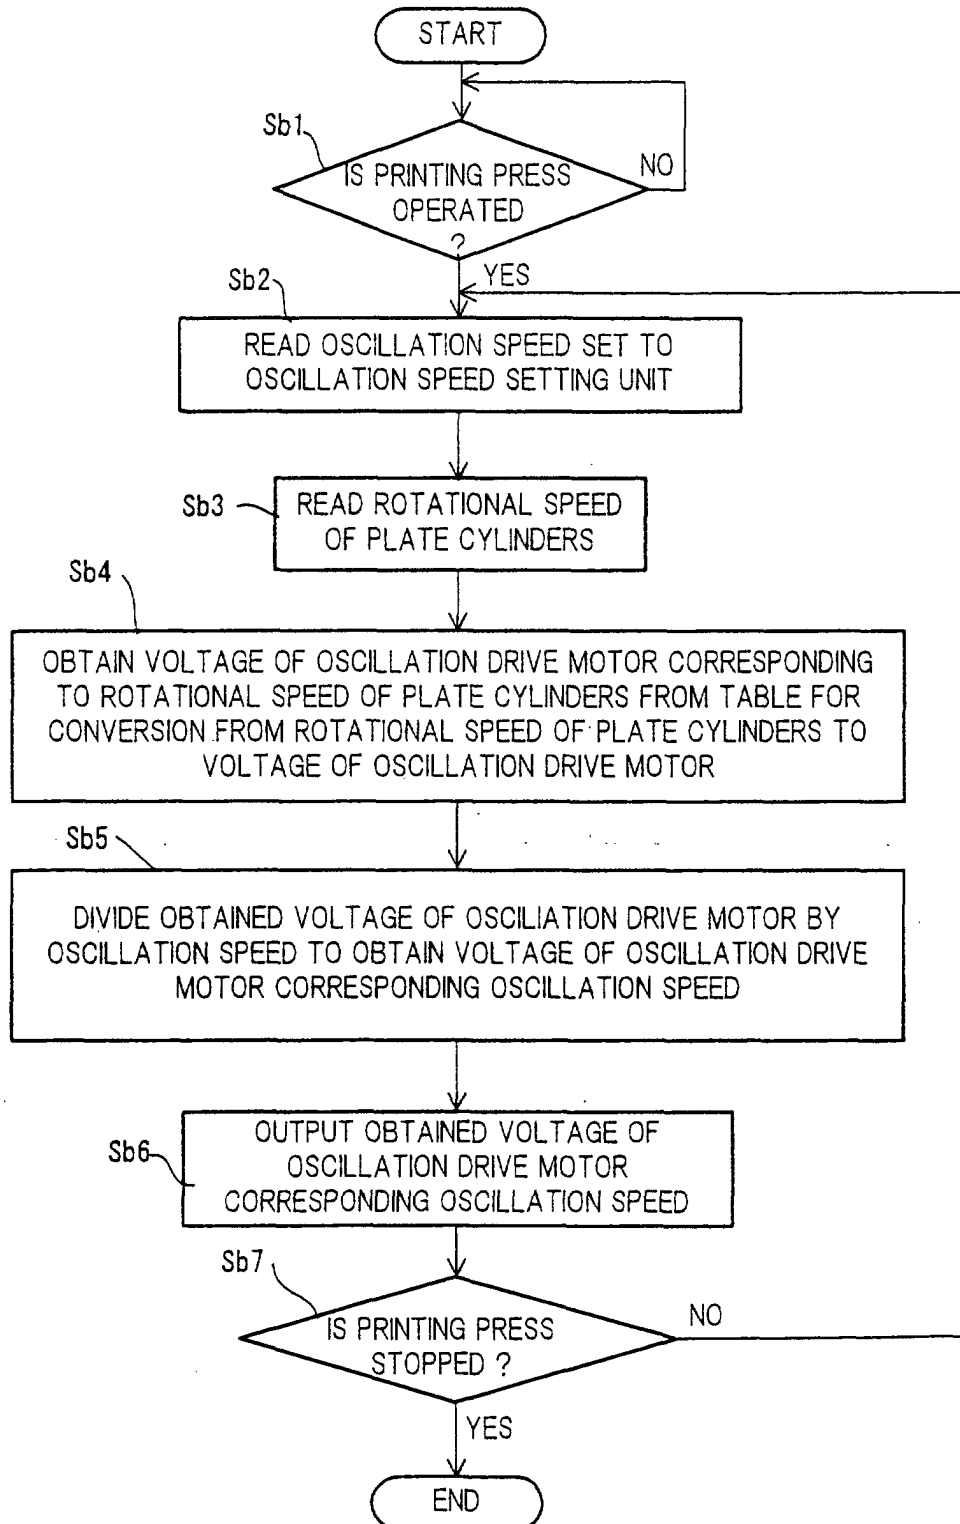 START
Sb1
IS PRINTING PRESS
OPERATED
?
NO
YES
Sb2
READ OSCILLATION SPEED SET TO
OSCILLATION SPEED SETTING UNIT
Sb3
READ ROTATIONAL SPEED
OF PLATE CYLINDERS
Sb4
OBTAIN VOLTAGE OF OSCILLATION DRIVE MOTOR CORRESPONDING
TO ROTATIONAL SPEED OF PLATE CYLINDERS FROM TABLE FOR
CONVERSION FROM ROTATIONAL SPEED OF PLATE CYLINDERS TO
VOLTAGE OF OSCILLATION DRIVE MOTOR
Sb5
DIVIDE OBTAINED VOLTAGE OF OSCILIATION DRIVE MOTOR BY
OSCILLATION SPEED TO OBTAIN VOLTAGE OF OSCILLATION DRIVE
MOTOR CORRESPONDING OSCILLATION SPEED
Sb6
OUTPUT OBTAINED VOLTAGE OF
OSCILLATION DRIVE MOTOR
CORRESPONDING OSCILLATION SPEED
Sb7
IS PRINTING PRESS
STOPPED ?
NO
YES
END